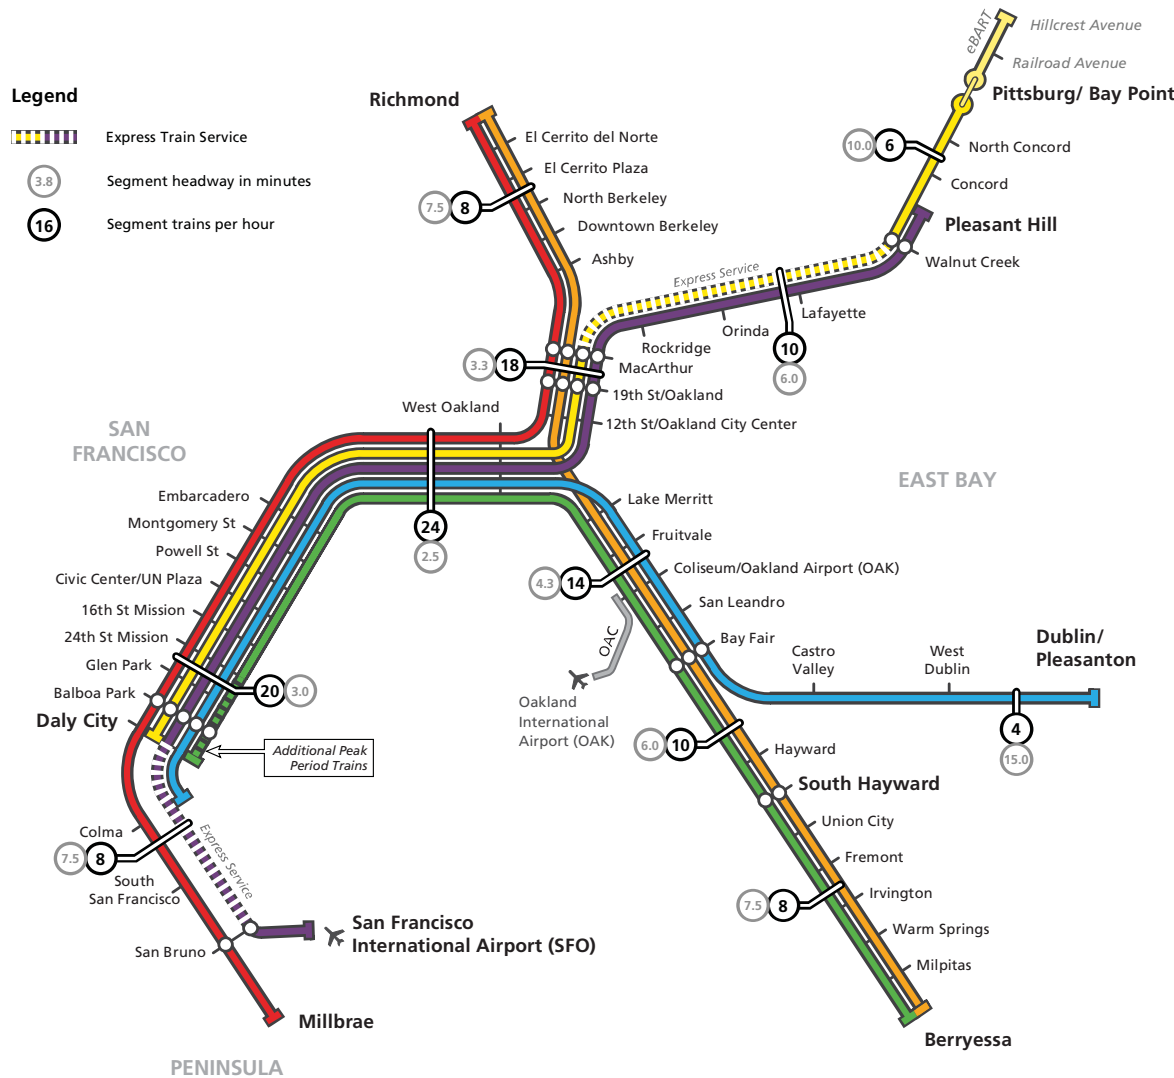 Legend
Express Train Service
3.8
Segment headway in minutes
16
Segment trains per hour
Richmond
El Cerrito del Norte
El Cerrito Plaza
North Berkeley
Downtown Berkeley
Ashby
7.5
8
eBART
Hillcrest Avenue
Railroad Avenue
Pittsburg/ Bay Point
10.0
6
North Concord
Concord
Pleasant Hill
Walnut Creek
Express Service
Lafayette
Orinda
Rockridge
10
6.0
3.3
18
MacArthur
19th St/Oakland
12th St/Oakland City Center
West Oakland
SAN
FRANCISCO
EAST BAY
24
2.5
Embarcadero
Montgomery St
Powell St
Civic Center/UN Plaza
16th St Mission
24th St Mission
Glen Park
Balboa Park
Daly City
20
3.0
Additional Peak
Period Trains
Lake Merritt
Fruitvale
Coliseum/Oakland Airport (OAK)
San Leandro
Bay Fair
4.3
14
OAC
Oakland
International
Airport (OAK)
Castro
Valley
West
Dublin
Dublin/
Pleasanton
4
15.0
6.0
10
Hayward
South Hayward
Union City
Fremont
Irvington
Warm Springs
Milpitas
Berryessa
7.5
8
Colma
7.5
8
South
San Francisco
Express Service
San Bruno
San Francisco
International Airport (SFO)
Millbrae
PENINSULA